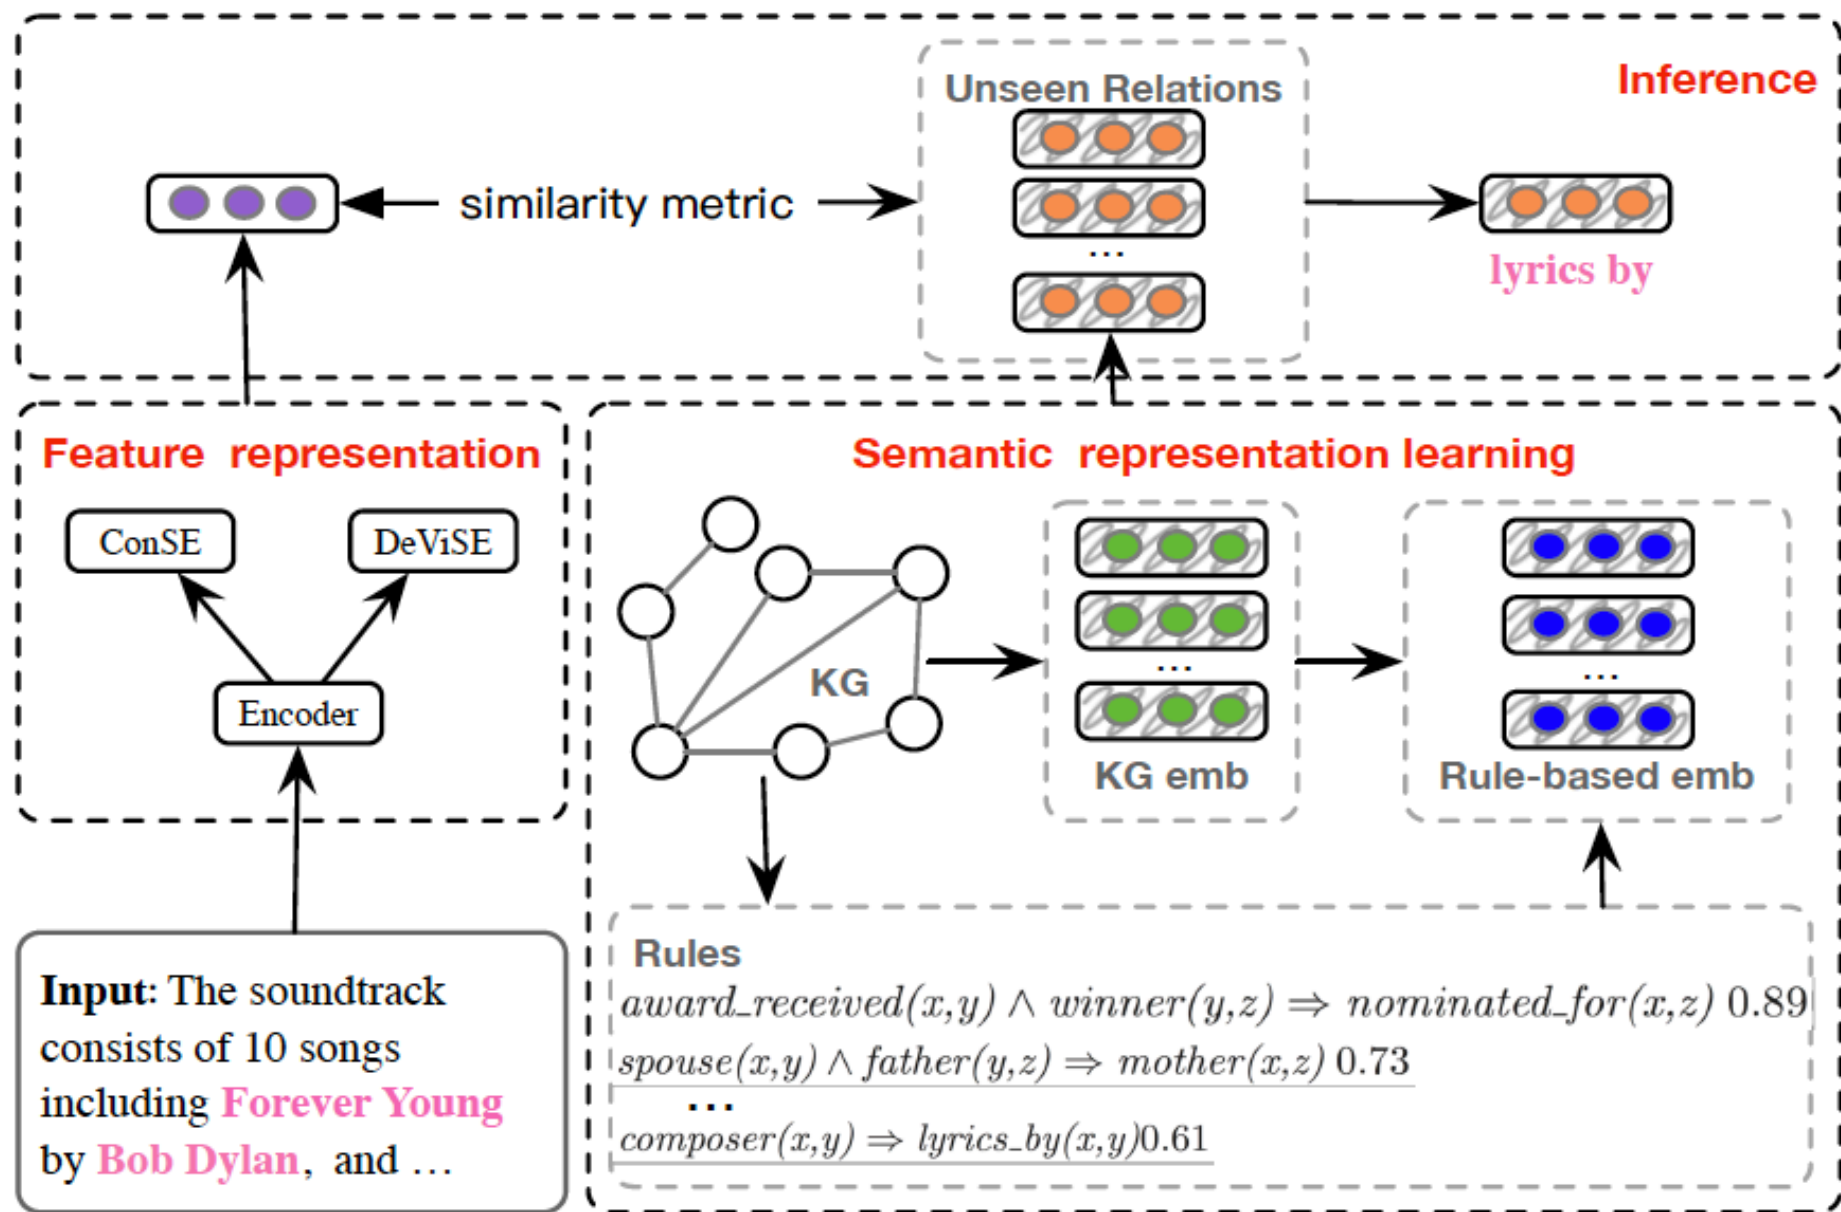 Inference
Unseen Relations
similarity metric
...
lyrics by
Feature representation
ConSE
DeViSE
Encoder
Input: The soundtrack
consists of 10 songs
including Forever Young
by Bob Dylan, and ...
Semantic representation learning
KG
...
KG emb
...
Rule-based emb
Rules
award_received(x,y) ∧ winner(y,z) ⇒ nominated_for(x,z) 0.89
spouse(x,y) ∧ father(y,z) ⇒ mother(x,z) 0.73
...
composer(x,y) ⇒ lyrics_by(x,y)0.61